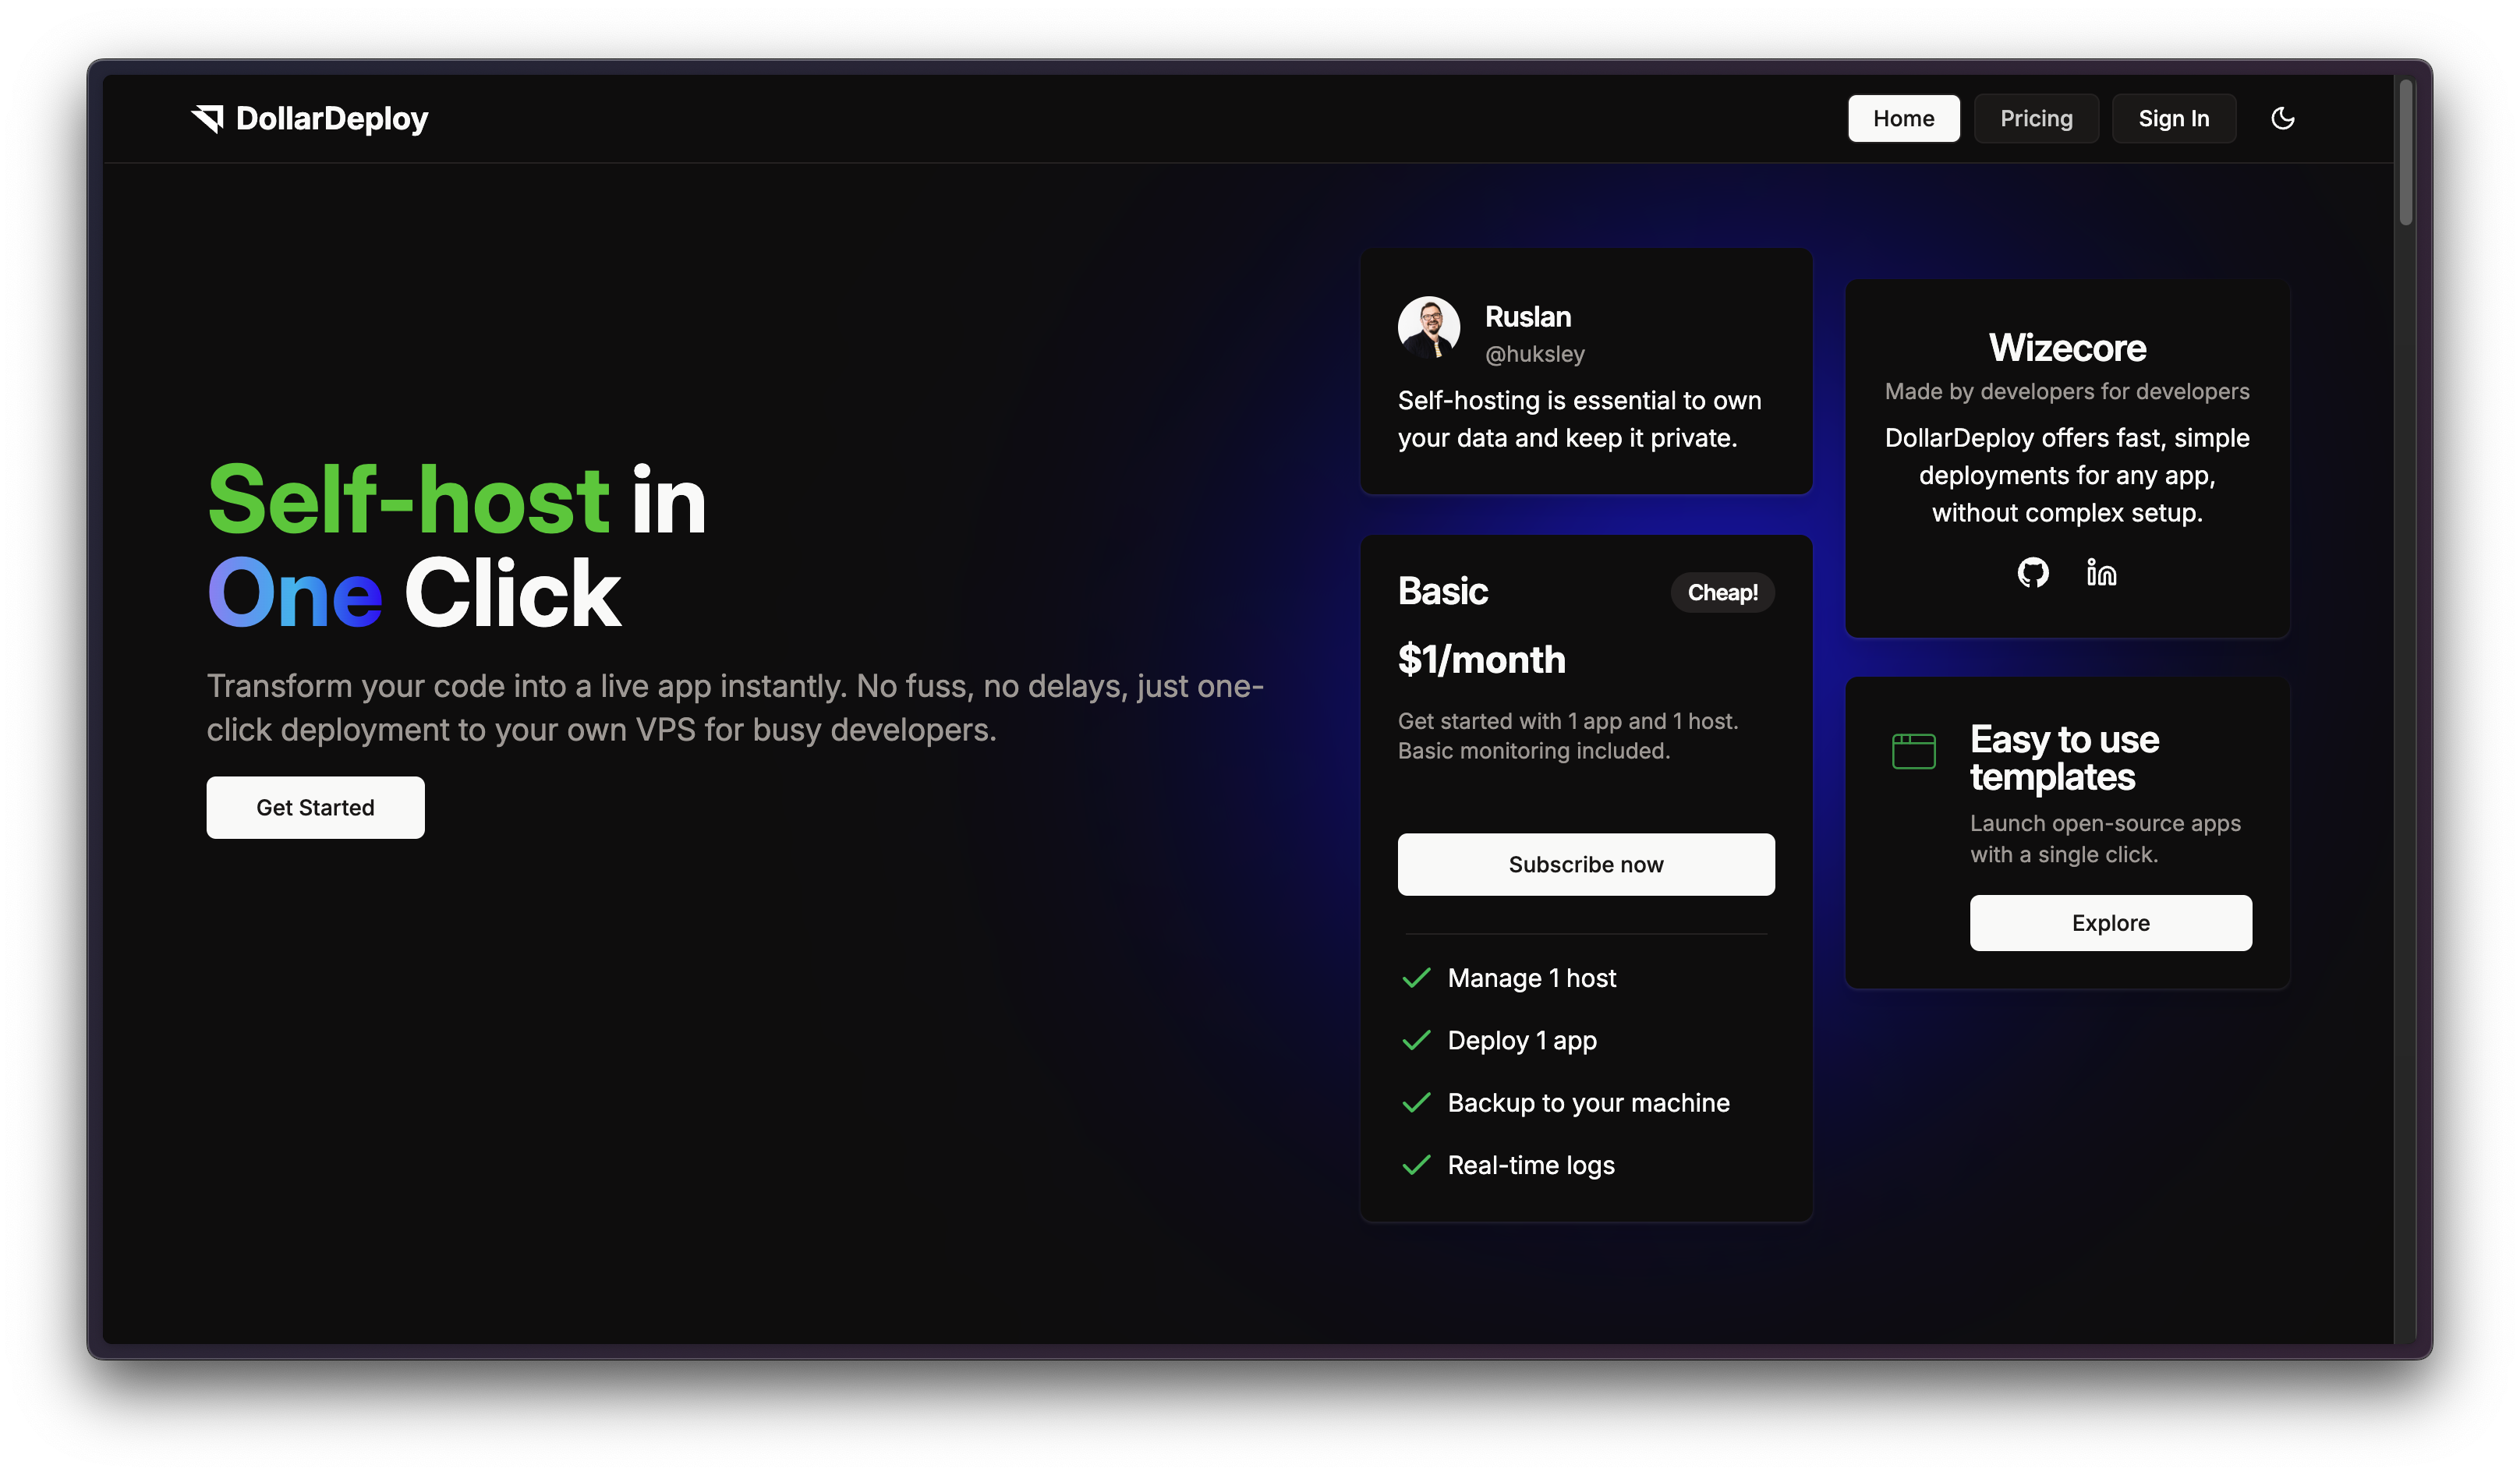 DollarDeploy
Home
Pricing
Sign In
Self-host in
One Click
Transform your code into a live app instantly. No fuss, no delays, just one-
click deployment to your own VPS for busy developers.
Get Started
Ruslan
@huksley
Self-hosting is essential to own
your data and keep it private.
Basic
Cheap!
$1/month
Get started with 1 app and 1 host.
Basic monitoring included.
Subscribe now
Manage 1 host
Deploy 1 app
Backup to your machine
Real-time logs
Wizecore
Made by developers for developers
DollarDeploy offers fast, simple
deployments for any app,
without complex setup.
in
Easy to use
templates
Launch open-source apps
with a single click.
Explore